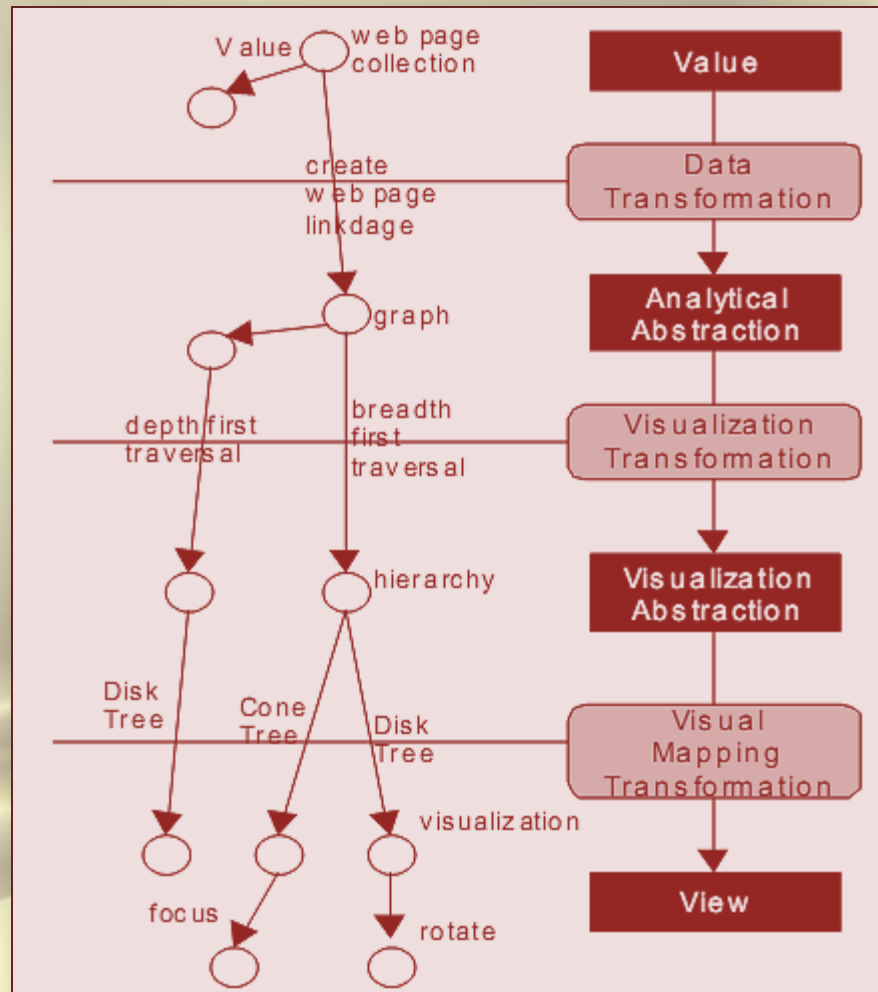 Value
web page
collection
Value
create
web page
linkdage
Data
Transformation
graph
Analytical
Abstraction
depth first
traversal
breadth
first
traversal
Visualization
Transformation
hierarchy
Visualization
Abstraction
Disk
Tree
Cone
Tree
Disk
Tree
Visual
Mapping
Transformation
visualization
focus
rotate
View